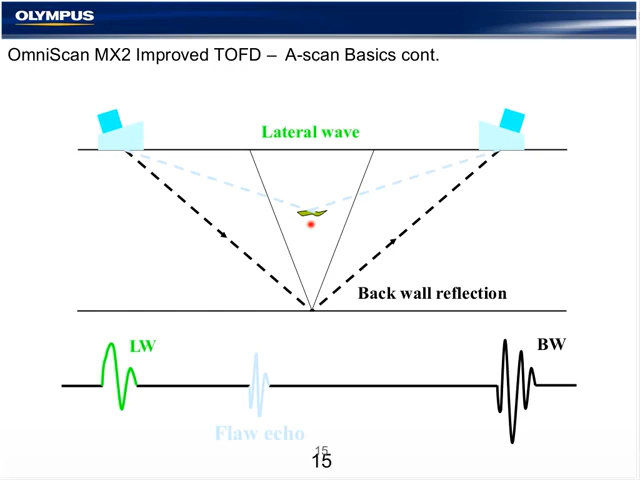 OLYMPUS
OmniScan MX2 Improved TOFD – A-scan Basics cont.
Lateral wave
Back wall reflection
LW
BW
Flaw echo
15
15